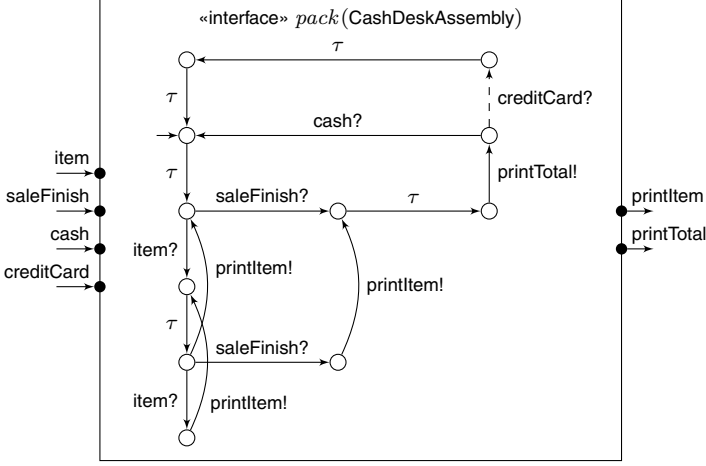 «interface» pack(CashDeskAssembly)
τ
τ
creditCard?
cash?
item
τ
printTotal!
saleFinish
saleFinish?
τ
printItem
cash
item?
printItem!
printTotal
creditCard
printItem!
τ
saleFinish?
item?
printItem!